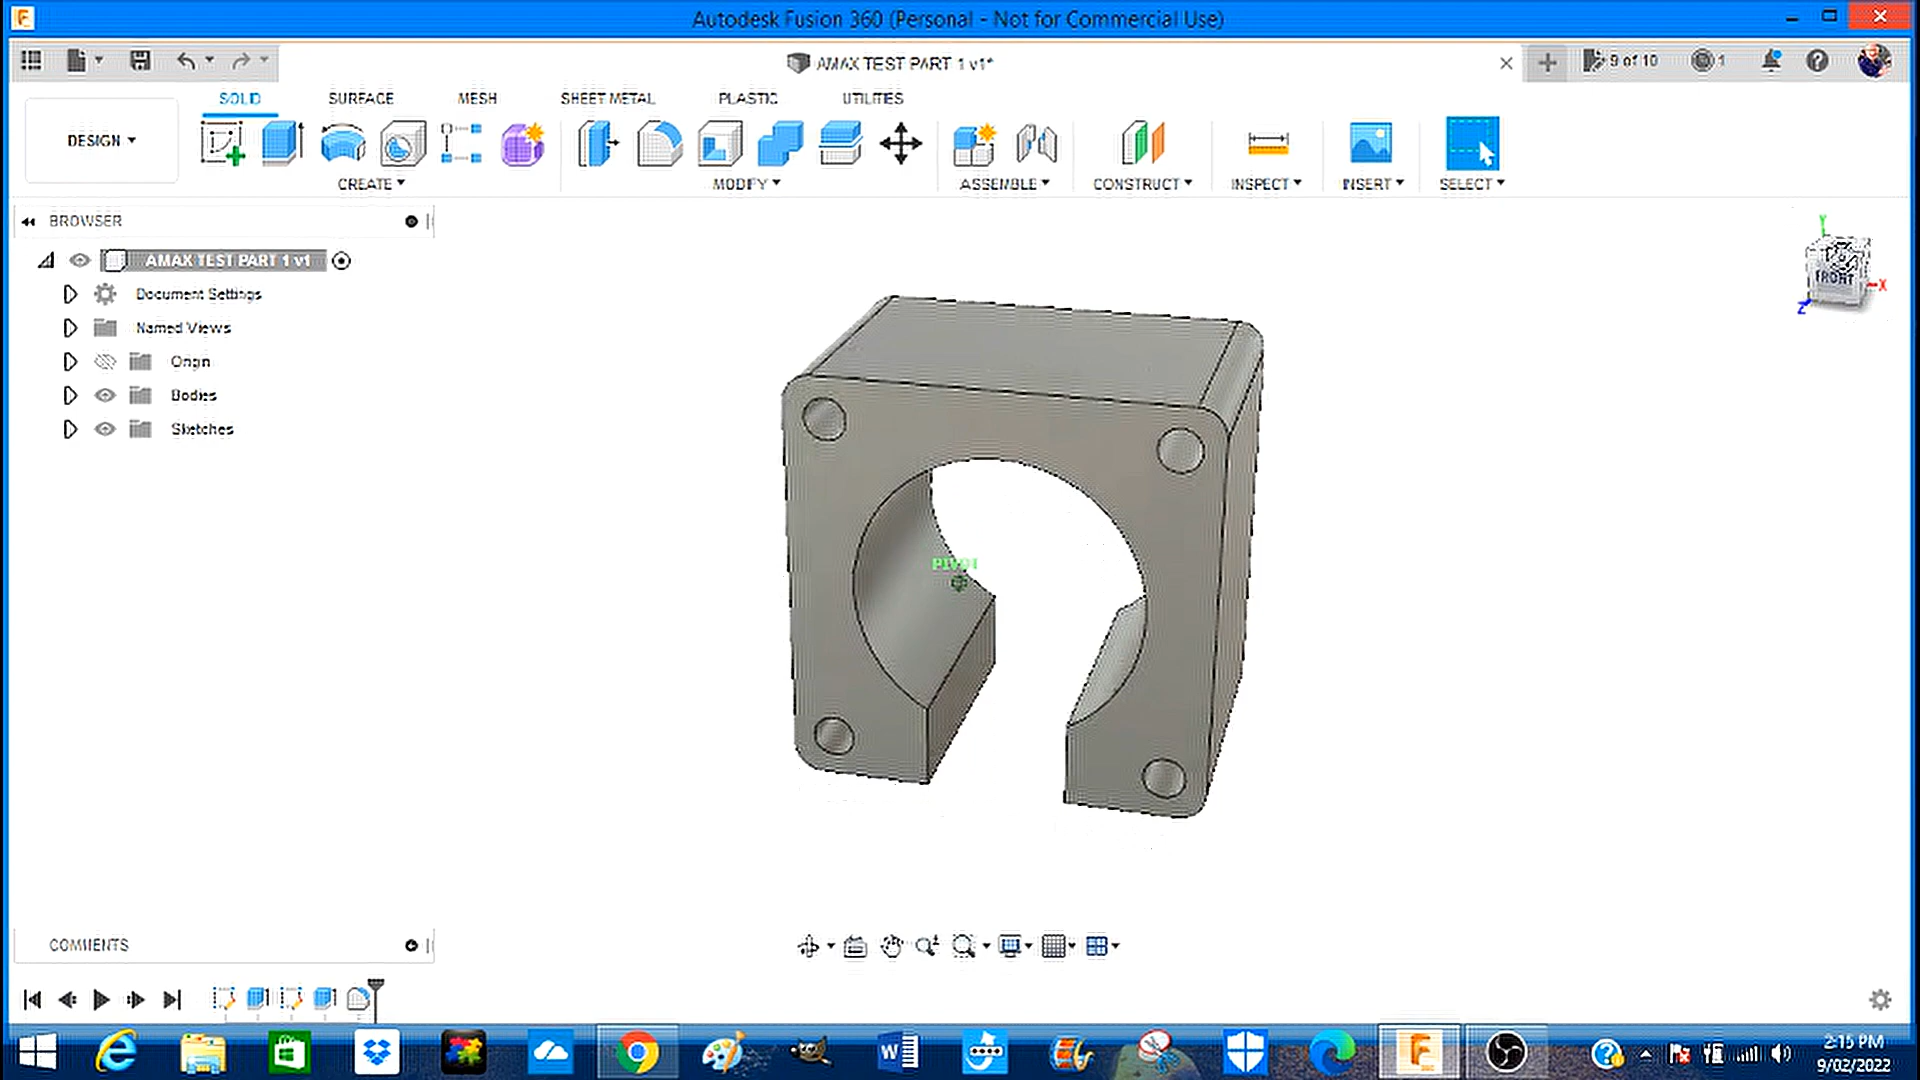 Autodesk Fusion 360 (Personal - Not for Commercial Use)
AMAX TEST PART 1 v1*
9 of 10
1
SOLID SURFACE MESH SHEET METAL PLASTIC UTILITIES
DESIGN
CREATE MODIFY ASSEMBLE CONSTRUCT INSPECT INSERT SELECT
BROWSER
AMAX TEST PART 1 v1
Document Settings
Named Views
Origin
Bodies
Sketches
Y
FRONT
X
Z
PIVOT
COMMENTS
2:15 PM
9/02/2022